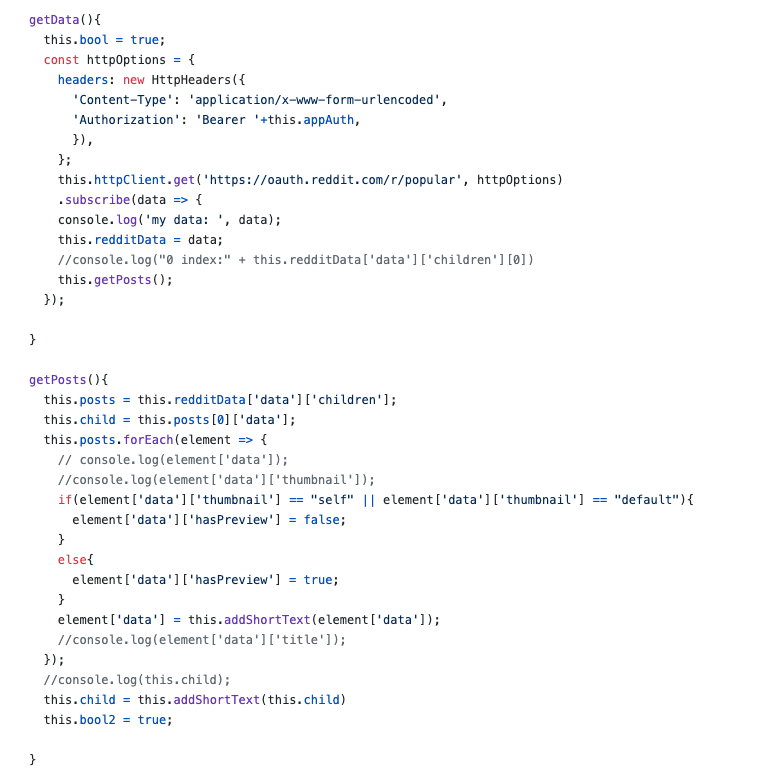 getData(){
  this.bool = true;
  const httpOptions = {
    headers: new HttpHeaders({
      'Content-Type': 'application/x-www-form-urlencoded',
      'Authorization': 'Bearer '+this.appAuth,
      }),
    };
    this.httpClient.get('https://oauth.reddit.com/r/popular', httpOptions)
    .subscribe(data => {
    console.log('my data: ', data);
    this.redditData = data;
    //console.log("0 index:" + this.redditData['data']['children'][0])
    this.getPosts();
  });
}
getPosts(){
  this.posts = this.redditData['data']['children'];
  this.child = this.posts[0]['data'];
  this.posts.forEach(element => {
    // console.log(element['data']);
    //console.log(element['data']['thumbnail']);
    if(element['data']['thumbnail'] == "self" || element['data']['thumbnail'] == "default"){
      element['data']['hasPreview'] = false;
    }
    else{
      element['data']['hasPreview'] = true;
    }
    element['data'] = this.addShortText(element['data']);
    //console.log(element['data']['title']);
  });
  //console.log(this.child);
  this.child = this.addShortText(this.child)
  this.bool2 = true;
}